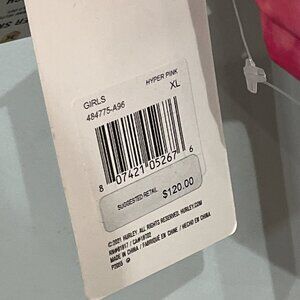 GIRLS HYPER PINK
484775-A96 XL
8 07421 05267 6
SUGGESTED RETAIL $120.00
©2021 HURLEY. ALL RIGHTS RESERVED. HURLEY.COM
MADE IN CHINA / FABRIQUÉ EN CHINE / HECHO EN CHINA